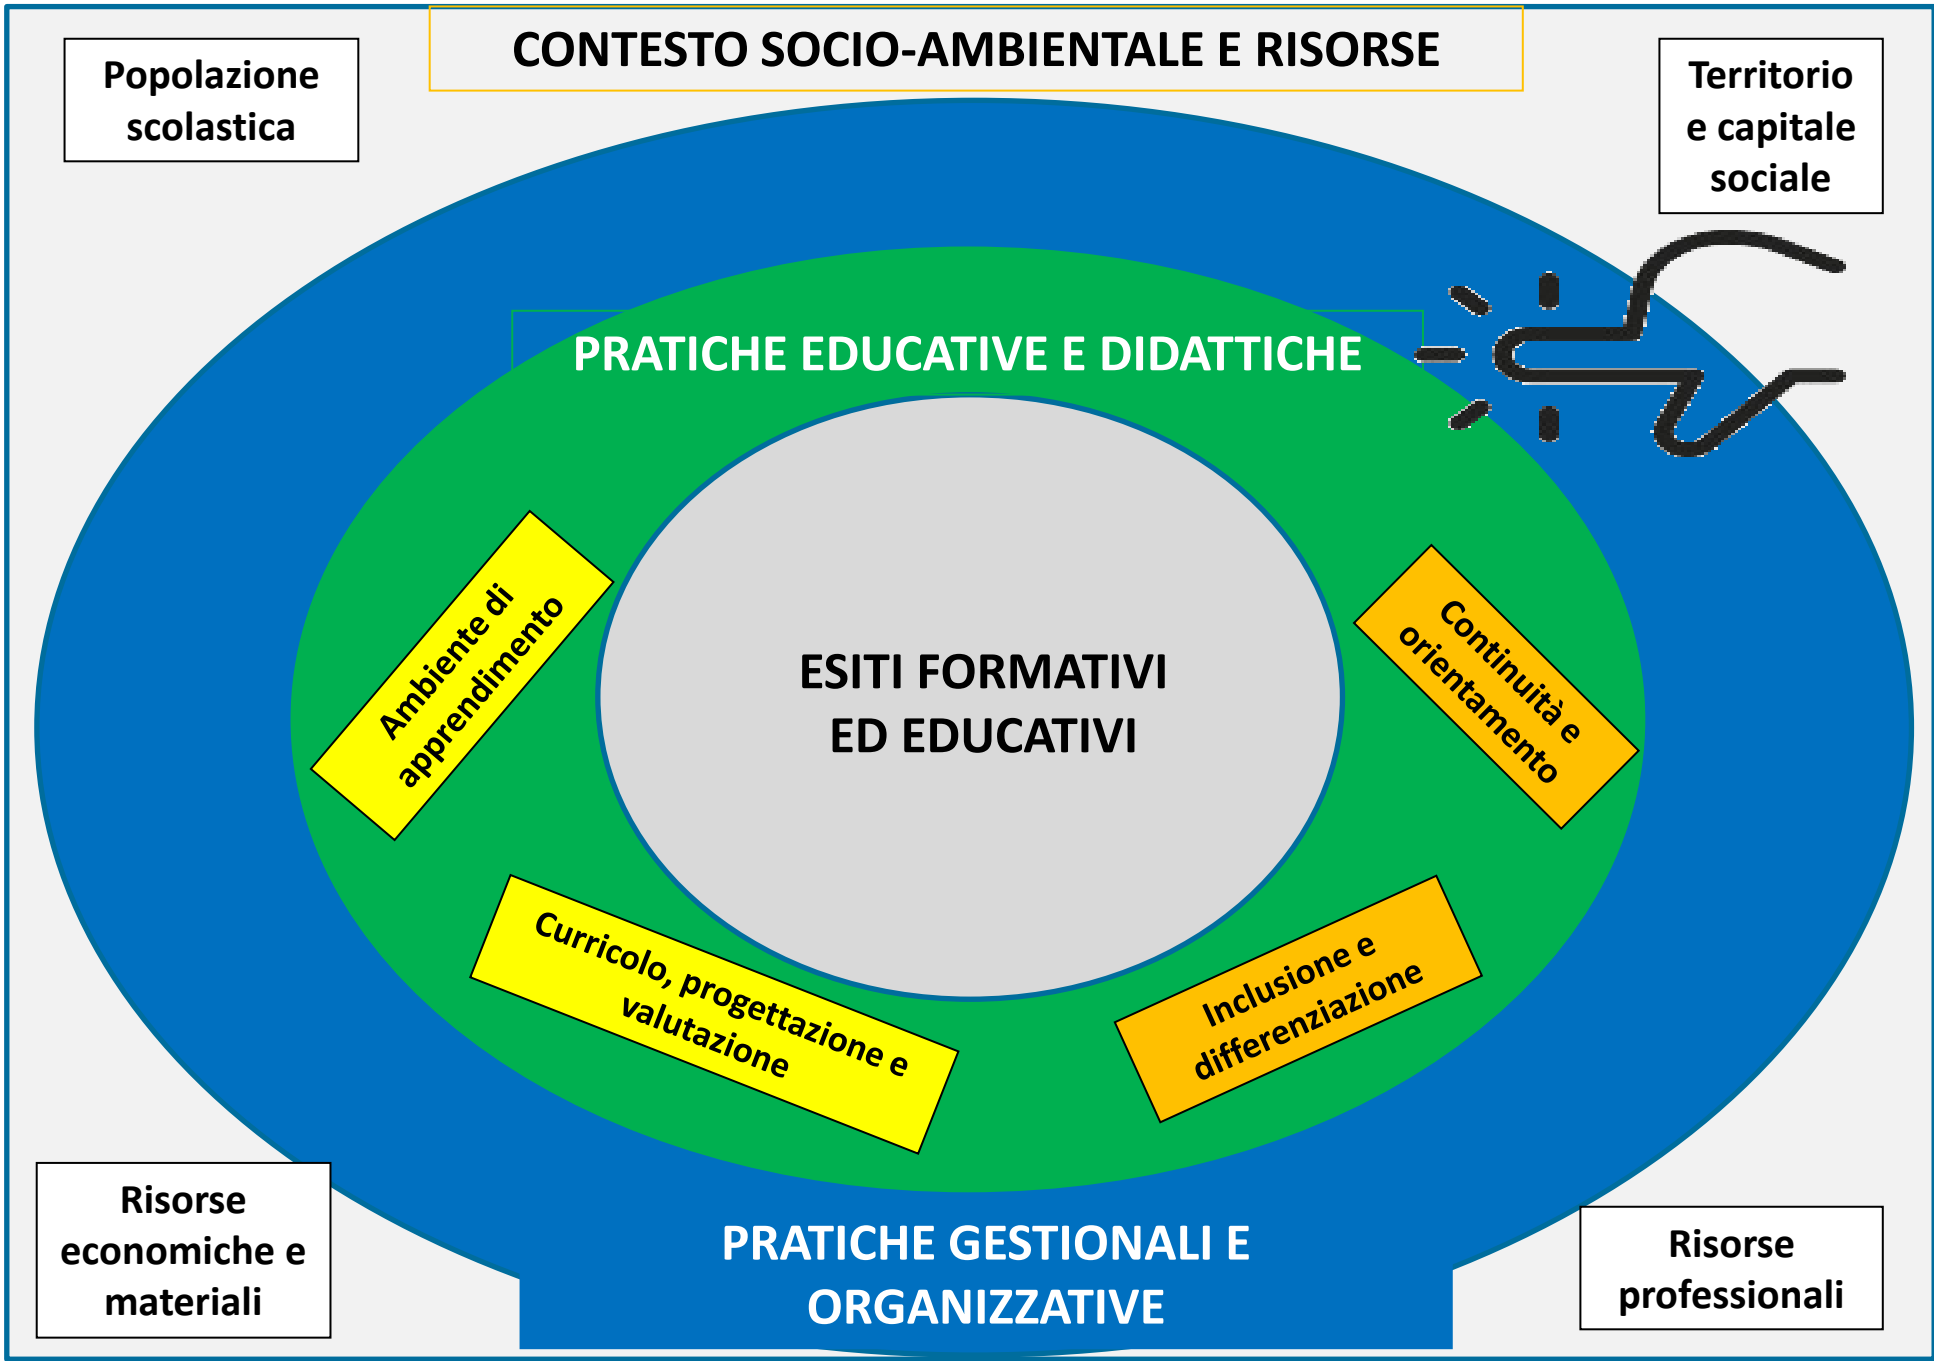 CONTESTO SOCIO-AMBIENTALE E RISORSE
Popolazione
scolastica
Territorio
e capitale
sociale
PRATICHE EDUCATIVE E DIDATTICHE
Ambiente di
apprendimento
ESITI FORMATIVI
ED EDUCATIVI
Continuità e
orientamento
Curricolo, progettazione e
valutazione
Inclusione e
differenziazione
Risorse
economiche e
materiali
PRATICHE GESTIONALI E
ORGANIZZATIVE
Risorse
professionali